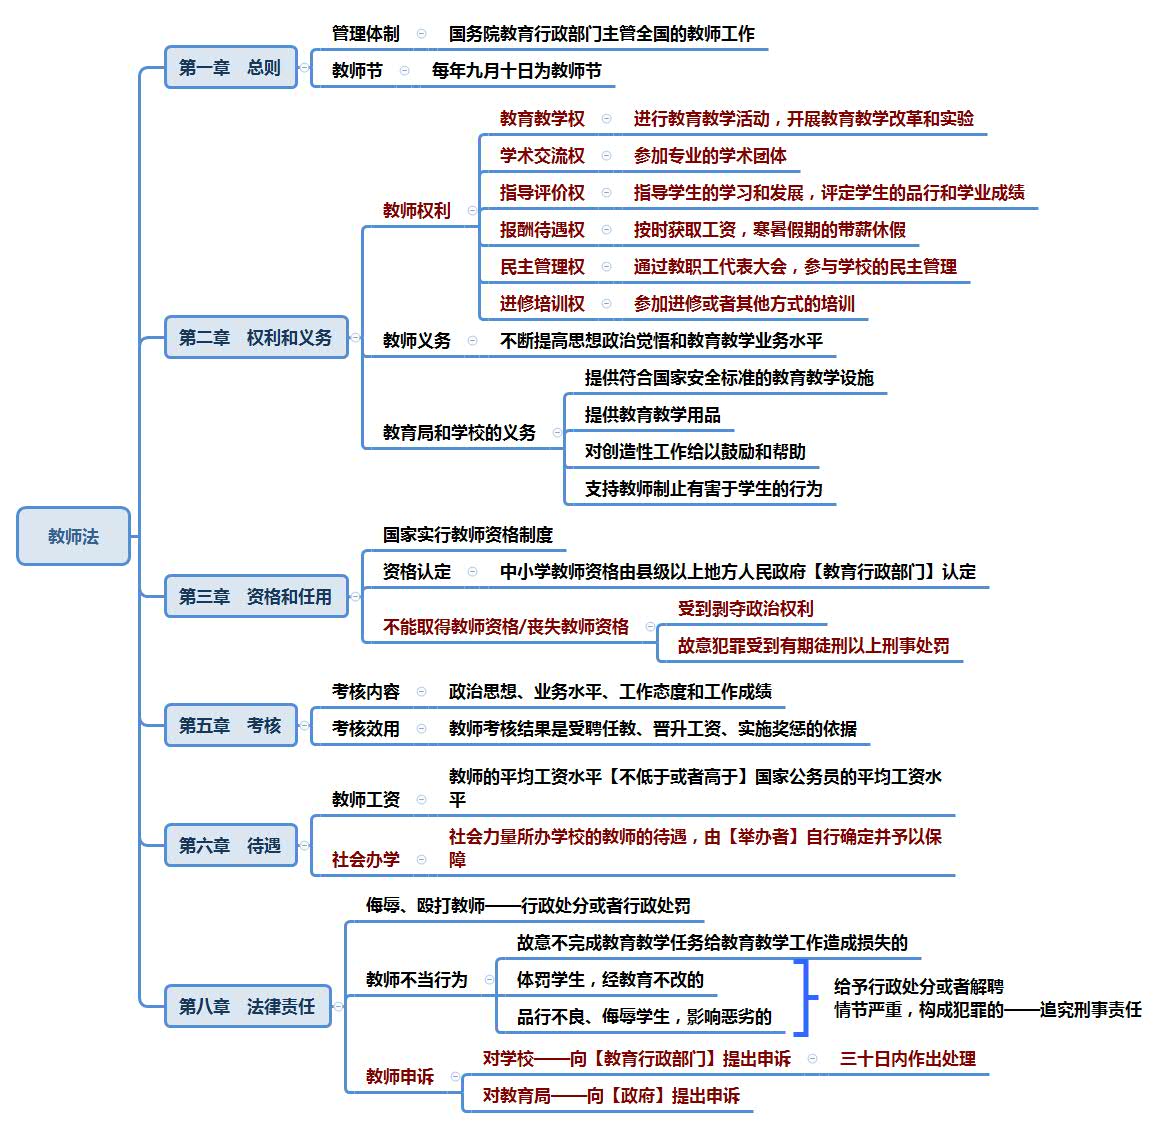 教师法
第一章 总则
管理体制 国务院教育行政部门主管全国的教师工作
教师节 每年九月十日为教师节
第二章 权利和义务
教师权利
教育教学权 进行教育教学活动，开展教育教学改革和实验
学术交流权 参加专业的学术团体
指导评价权 指导学生的学习和发展，评定学生的品行和学业成绩
报酬待遇权 按时获取工资，寒暑假期的带薪休假
民主管理权 通过教职工代表大会，参与学校的民主管理
进修培训权 参加进修或者其他方式的培训
教师义务 不断提高思想政治觉悟和教育教学业务水平
教育局和学校的义务
提供符合国家安全标准的教育教学设施
提供教育教学用品
对创造性工作给以鼓励和帮助
支持教师制止有害于学生的行为
第三章 资格和任用
国家实行教师资格制度
资格认定 中小学教师资格由县级以上地方人民政府【教育行政部门】认定
不能取得教师资格/丧失教师资格
受到剥夺政治权利
故意犯罪受到有期徒刑以上刑事处罚
第五章 考核
考核内容 政治思想、业务水平、工作态度和工作成绩
考核效用 教师考核结果是受聘任教、晋升工资、实施奖惩的依据
第六章 待遇
教师工资
教师的平均工资水平【不低于或者高于】国家公务员的平均工资水
平
社会办学
社会力量所办学校的教师的待遇，由【举办者】自行确定并予以保
障
第八章 法律责任
侮辱、殴打教师——行政处分或者行政处罚
教师不当行为
故意不完成教育教学任务给教育教学工作造成损失的
体罚学生，经教育不改的
品行不良、侮辱学生，影响恶劣的
给予行政处分或者解聘
情节严重，构成犯罪的——追究刑事责任
教师申诉
对学校——向【教育行政部门】提出申诉 三十日内作出处理
对教育局——向【政府】提出申诉